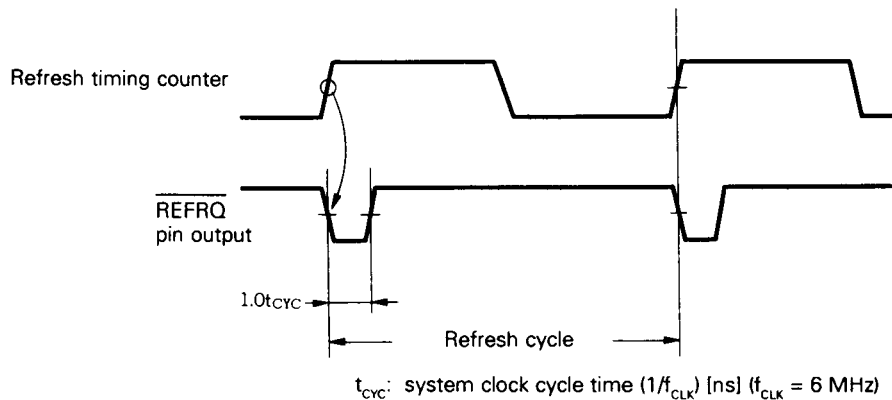 Refresh timing counter
REFRQ
pin output
1.0tCYC
Refresh cycle
tCYC: system clock cycle time (1/fCLK) [ns] (fCLK = 6 MHz)